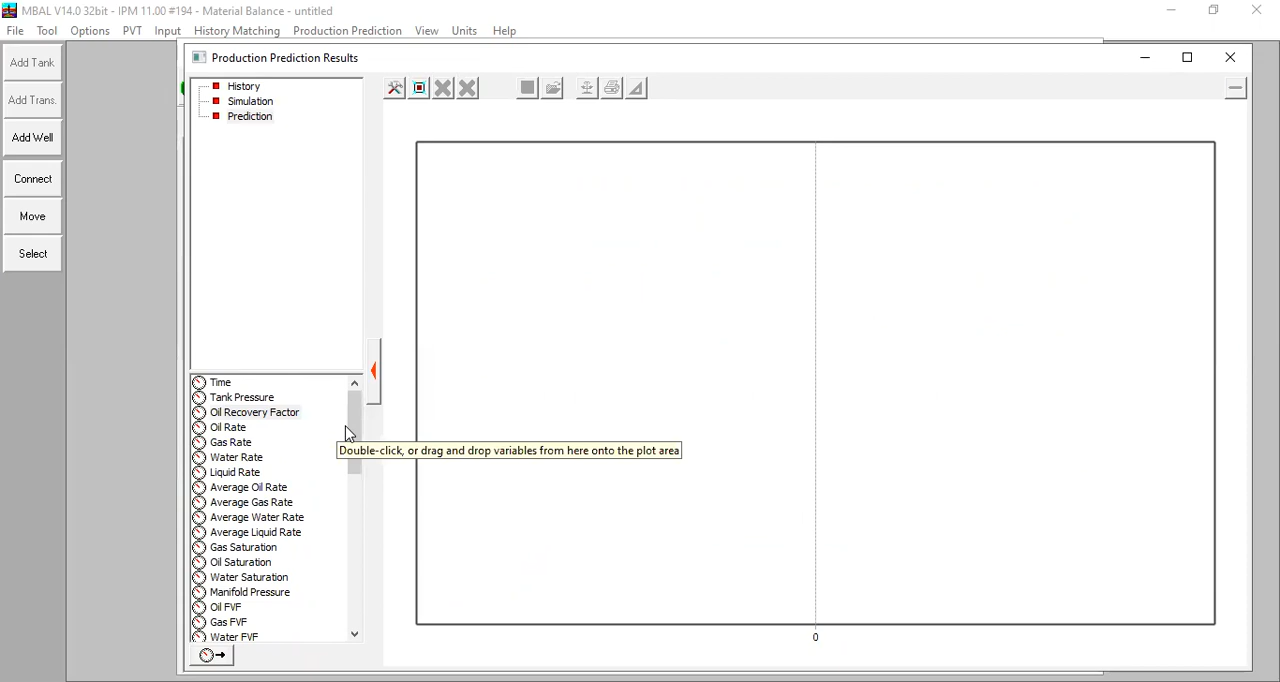 MBAL V14.0 32bit - IPM 11.00 #194 - Material Balance - untitled
File Tool Options PVT Input History Matching Production Prediction View Units Help
Add Tank
Add Trans.
Add Well
Connect
Move
Select
Production Prediction Results
History
Simulation
Prediction
Time
Tank Pressure
Oil Recovery Factor
Oil Rate
Gas Rate
Water Rate
Liquid Rate
Average Oil Rate
Average Gas Rate
Average Water Rate
Average Liquid Rate
Gas Saturation
Oil Saturation
Water Saturation
Manifold Pressure
Oil FVF
Gas FVF
Water FVF
Double-click, or drag and drop variables from here onto the plot area
0